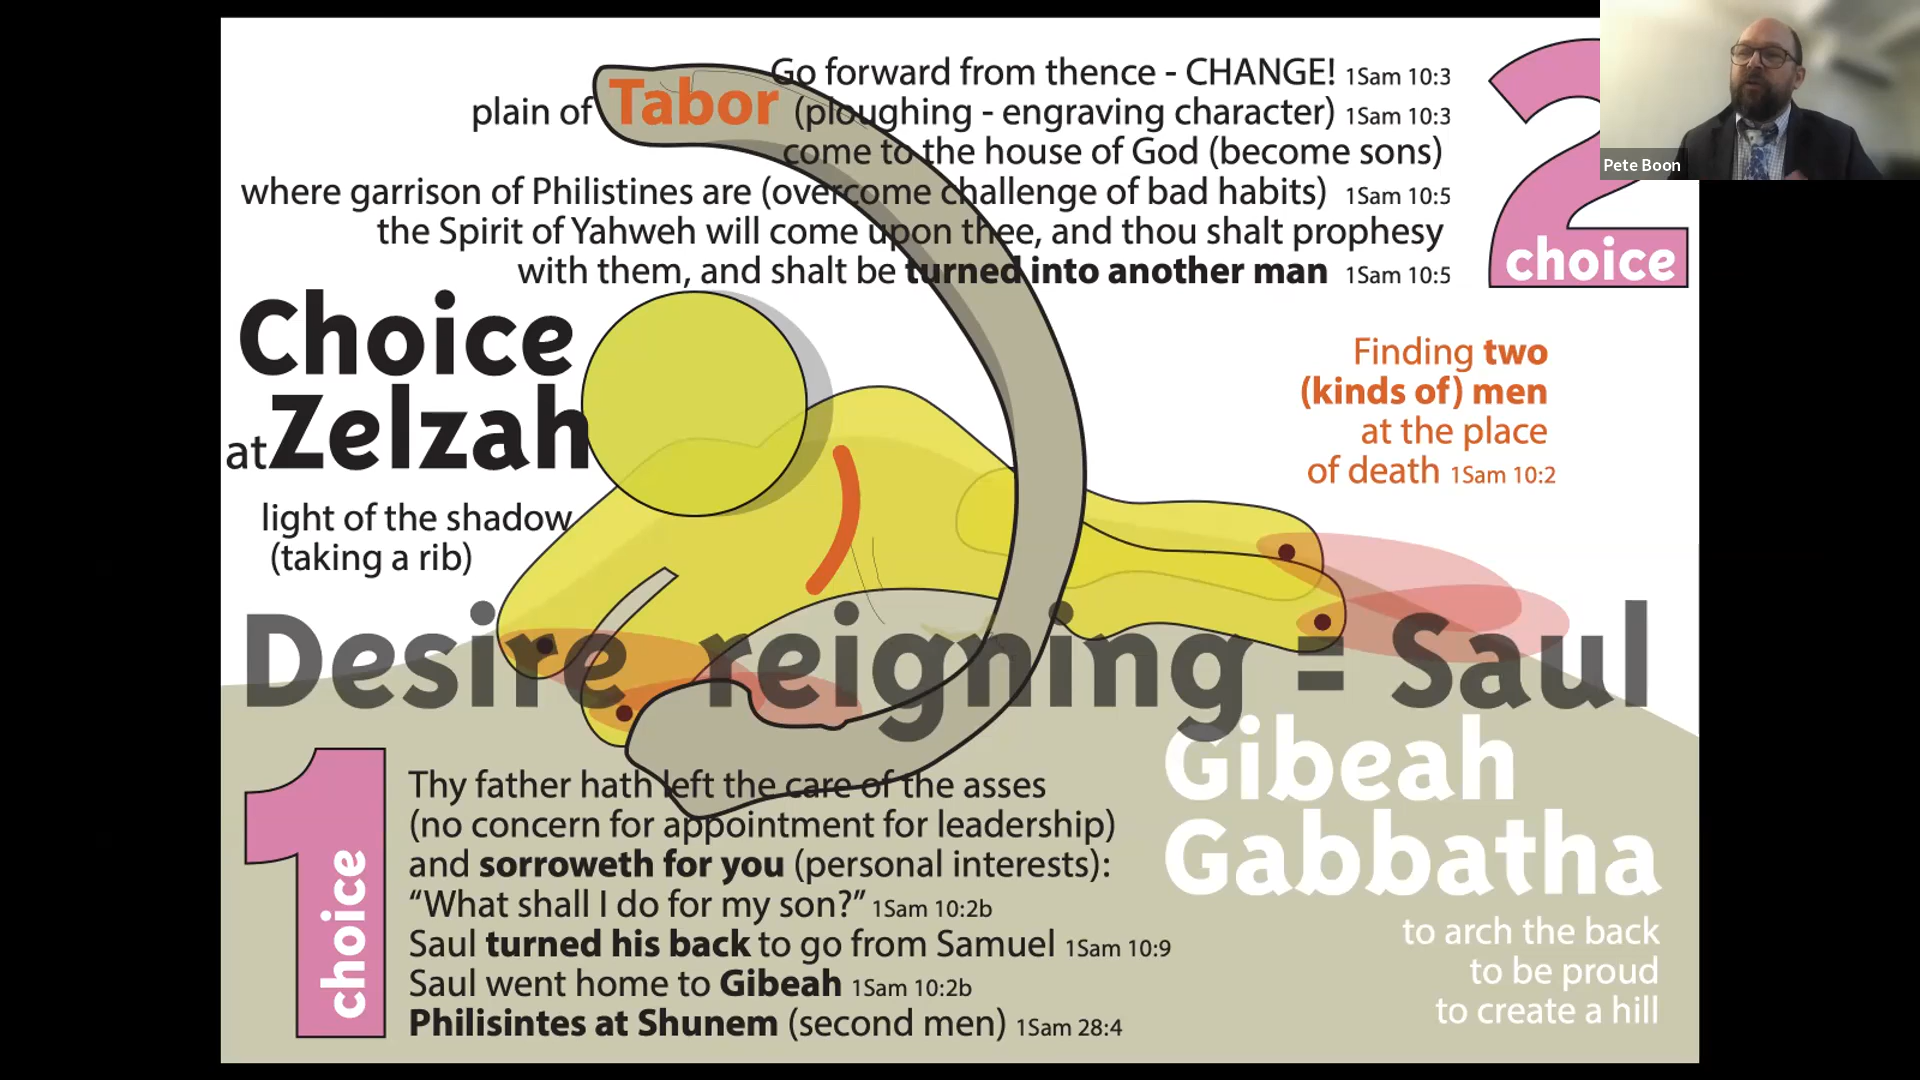 Go forward from thence - CHANGE! 1Sam 10:3
plain of Tabor (ploughing - engraving character) 1Sam 10:3
come to the house of God (become sons)
where garrison of Philistines are (overcome challenge of bad habits) 1Sam 10:5
the Spirit of Yahweh will come upon thee, and thou shalt prophesy
with them, and shalt be turned into another man 1Sam 10:5
2
choice
Pete Boon
Choice
at Zelzah
light of the shadow
(taking a rib)
Finding two
(kinds of) men
at the place
of death 1Sam 10:2
Desire reigning = Saul
Gibeah
Gabbatha
to arch the back
to be proud
to create a hill
1
choice
Thy father hath left the care of the asses
(no concern for appointment for leadership)
and sorroweth for you (personal interests):
“What shall I do for my son?” 1Sam 10:2b
Saul turned his back to go from Samuel 1Sam 10:9
Saul went home to Gibeah 1Sam 10:2b
Philisintes at Shunem (second men) 1Sam 28:4